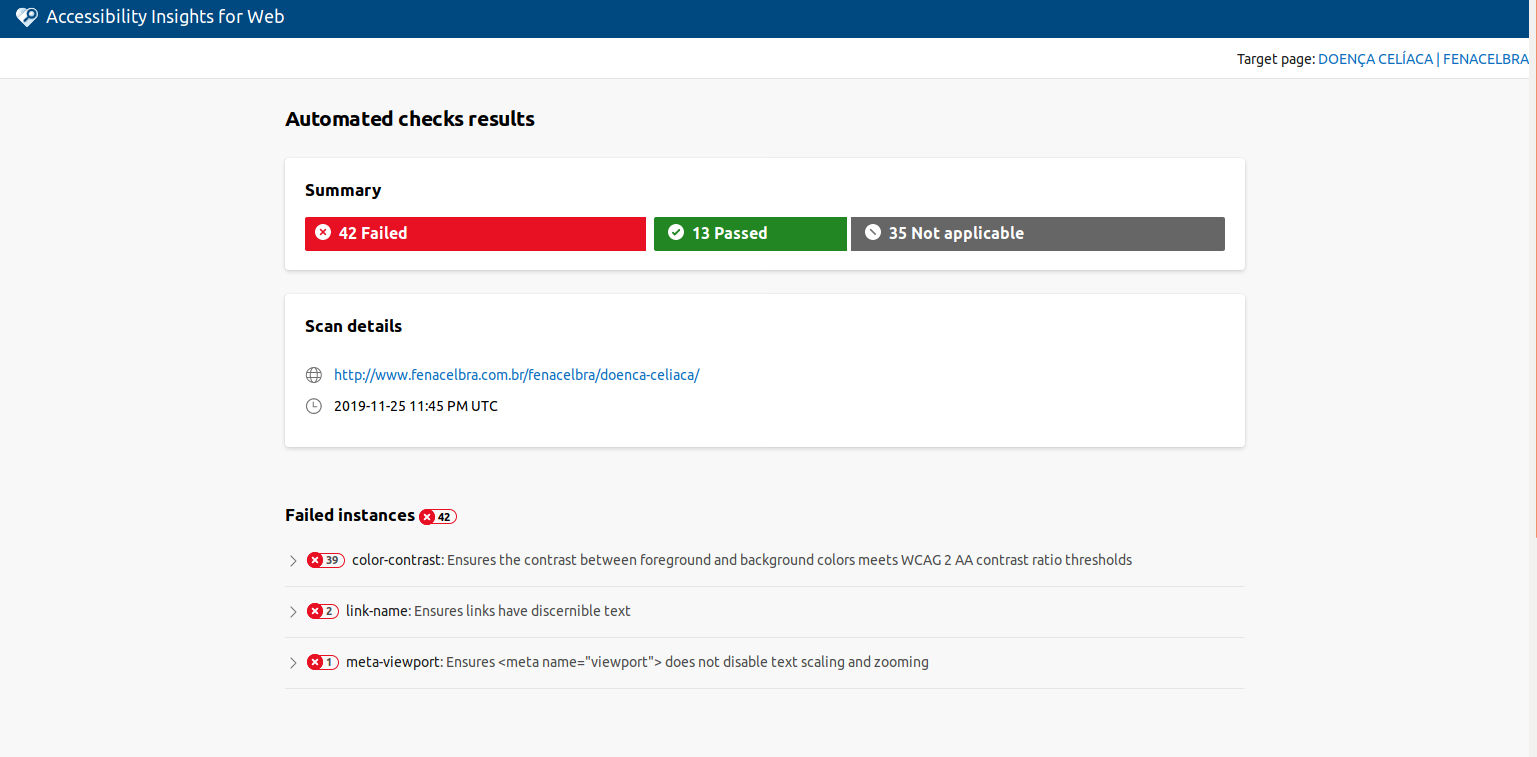 Accessibility Insights for Web
Target page: DOENÇA CELÍACA | FENACELBRA
Automated checks results
Summary
42 Failed
13 Passed
35 Not applicable
Scan details
http://www.fenacelbra.com.br/fenacelbra/doenca-celiaca/
2019-11-25 11:45 PM UTC
Failed instances 42
39 color-contrast: Ensures the contrast between foreground and background colors meets WCAG 2 AA contrast ratio thresholds
2 link-name: Ensures links have discernible text
1 meta-viewport: Ensures <meta name="viewport"> does not disable text scaling and zooming